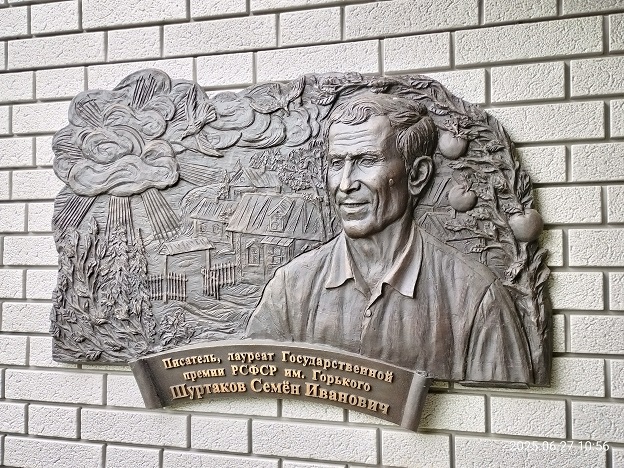 Писатель, лауреат Государственной
премии РСФСР им. Горького
Шуртаков Семён Иванович
2025.06.27 10:56